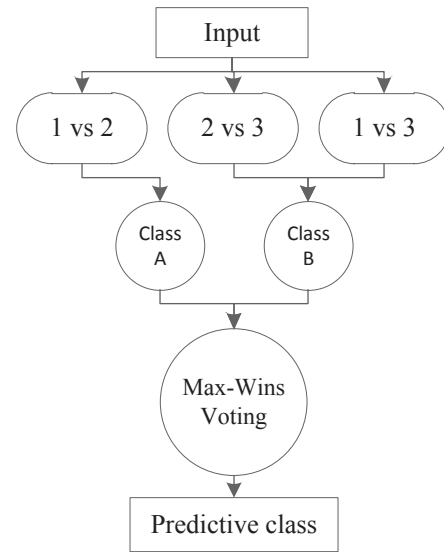 Input
1 vs 2
2 vs 3
1 vs 3
Class
A
Class
B
Max-Wins
Voting
Predictive class